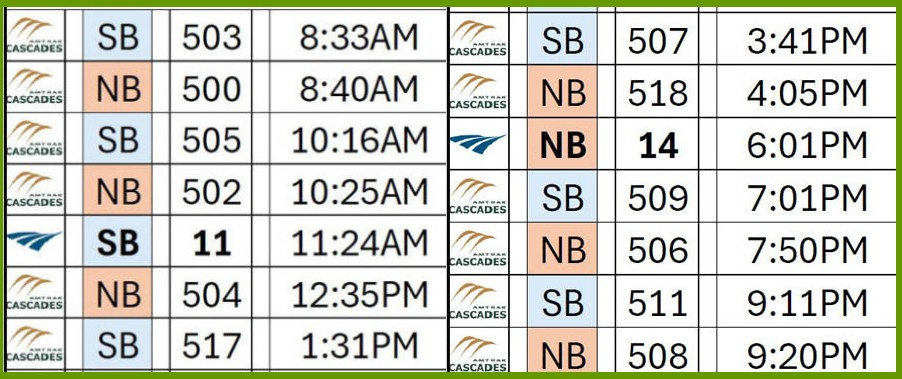 AMTRAK CASCADES SB 503 8:33AM
AMTRAK CASCADES NB 500 8:40AM
AMTRAK CASCADES SB 505 10:16AM
AMTRAK CASCADES NB 502 10:25AM
SB 11 11:24AM
AMTRAK CASCADES NB 504 12:35PM
AMTRAK CASCADES SB 517 1:31PM
AMTRAK CASCADES SB 507 3:41PM
AMTRAK CASCADES NB 518 4:05PM
NB 14 6:01PM
AMTRAK CASCADES SB 509 7:01PM
AMTRAK CASCADES NB 506 7:50PM
AMTRAK CASCADES SB 511 9:11PM
AMTRAK CASCADES NB 508 9:20PM